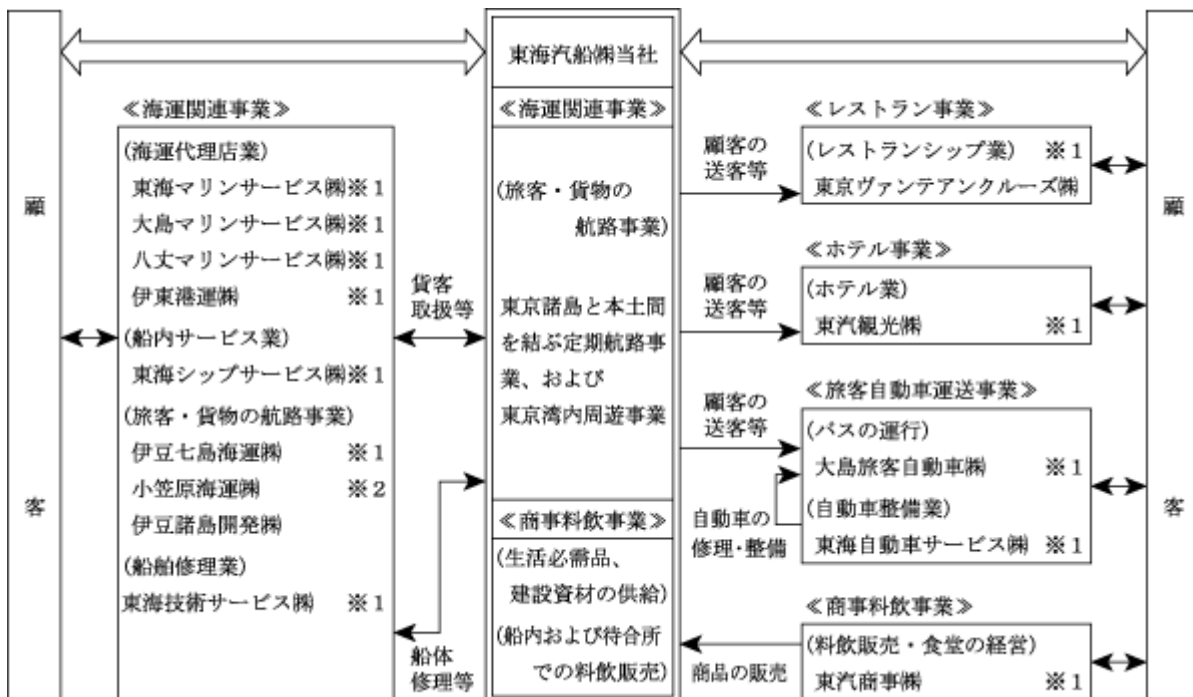 顧
客
≪海運関連事業≫
(海運代理店業)
東海マリンサービス㈱※1
大島マリンサービス㈱※1
八丈マリンサービス㈱※1
伊東港運㈱ ※1
(船内サービス業)
東海シップサービス㈱※1
(旅客・貨物の航路事業)
伊豆七島海運㈱ ※1
小笠原海運㈱ ※2
伊豆諸島開発㈱
(船舶修理業)
東海技術サービス㈱ ※1
貨客
取扱等
船体
修理等
東海汽船㈱当社
≪海運関連事業≫
(旅客・貨物の
航路事業)
東京諸島と本土間
を結ぶ定期航路事
業、および
東京湾内周遊事業
≪商事料飲事業≫
(生活必需品、
建設資材の供給)
(船内および待合所
での料飲販売)
顧客の
送客等
顧客の
送客等
顧客の
送客等
自動車の
修理・整備
商品の販売
≪レストラン事業≫
(レストランシップ業) ※1
東京ヴァンテアンクルーズ㈱
≪ホテル事業≫
(ホテル業)
東汽観光㈱ ※1
≪旅客自動車運送事業≫
(バスの運行)
大島旅客自動車㈱ ※1
(自動車整備業)
東海自動車サービス㈱ ※1
≪商事料飲事業≫
(料飲販売・食堂の経営)
東汽商事㈱ ※1
顧
客